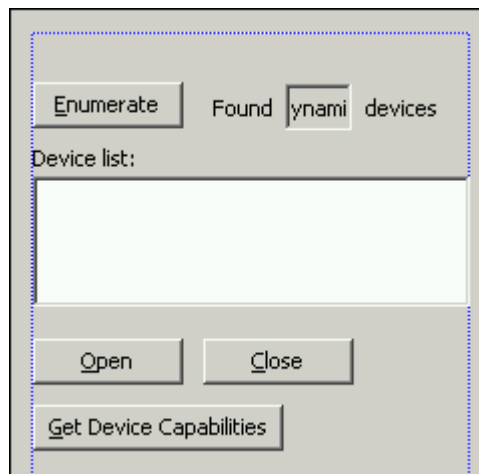 Enumerate Found ynami devices
Device list:
Open Close
Get Device Capabilities